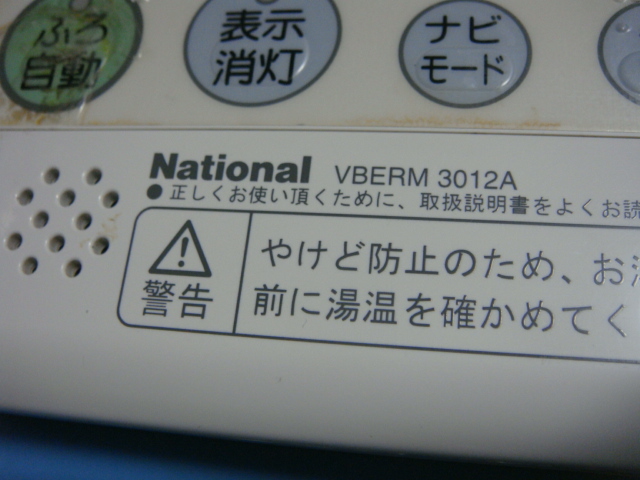 ふろ
自動
表示
消灯
ナビ
モード
National VBERM 3012A
●正しくお使い頂くために、取扱説明書をよくお読
警告
やけど防止のため、お湯
前に湯温を確かめてく